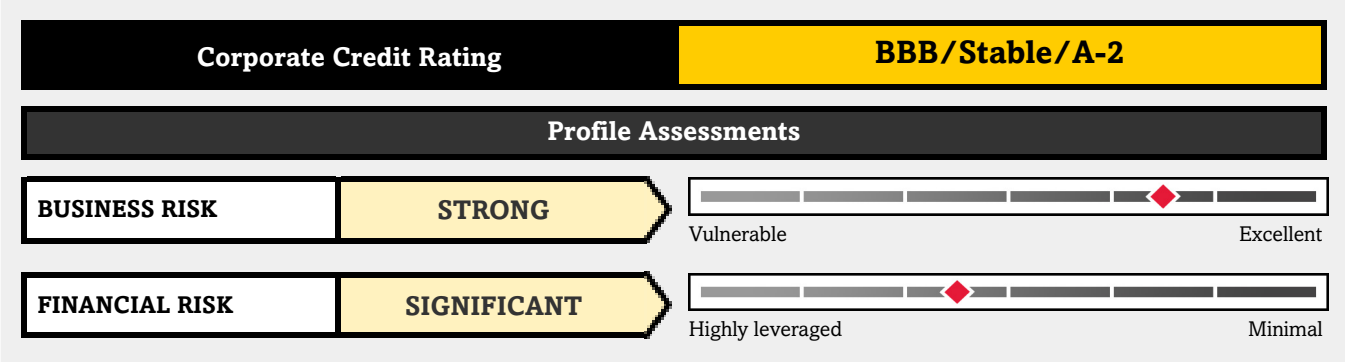 Corporate Credit Rating
BBB/Stable/A-2
Profile Assessments
BUSINESS RISK
STRONG
Vulnerable
Excellent
FINANCIAL RISK
SIGNIFICANT
Highly leveraged
Minimal